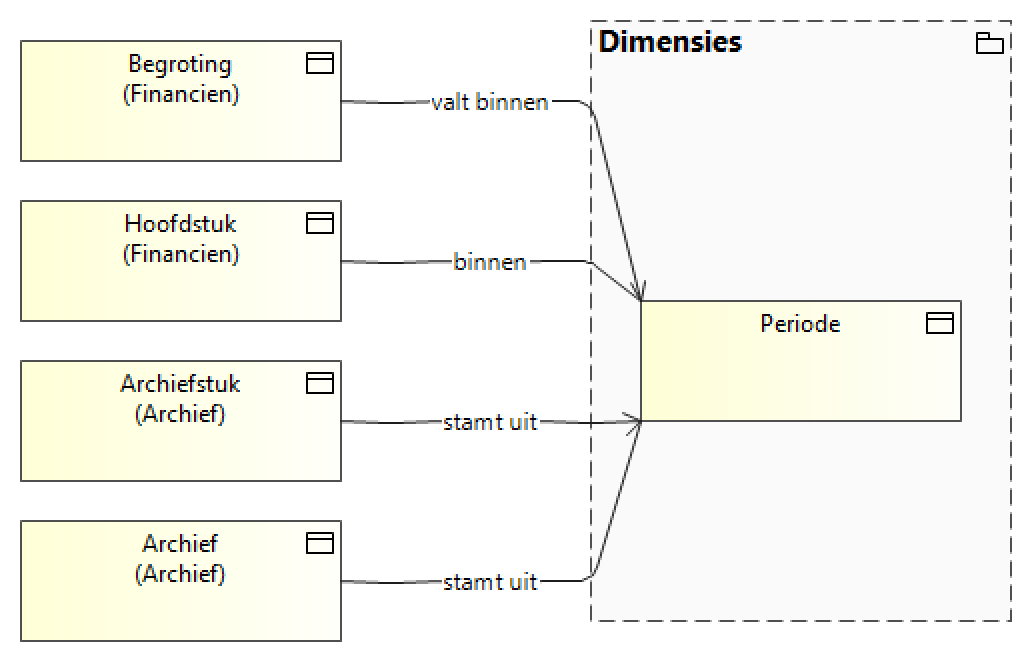 Dimensies
Begroting
(Financien)
valt binnen
Hoofdstuk
(Financien)
binnen
Periode
Archiefstuk
(Archief)
stamt uit
Archief
(Archief)
stamt uit